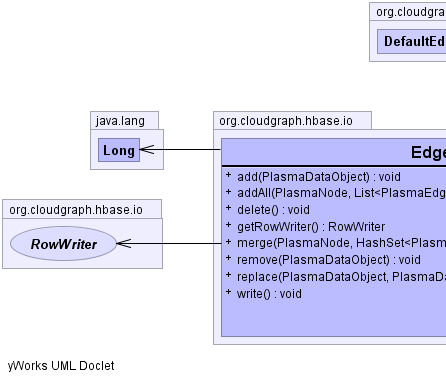 org.cloudgraph
DefaultEd
java.lang
Long
org.cloudgraph.hbase.io
Edge
+ add(PlasmaDataObject) : void
+ addAll(PlasmaNode, List<PlasmaEdg
+ delete() : void
+ getRowWriter() : RowWriter
+ merge(PlasmaNode, HashSet<Plasm
+ remove(PlasmaDataObject) : void
+ replace(PlasmaDataObject, PlasmaDa
+ write() : void
org.cloudgraph.hbase.io
RowWriter
yWorks UML Doclet